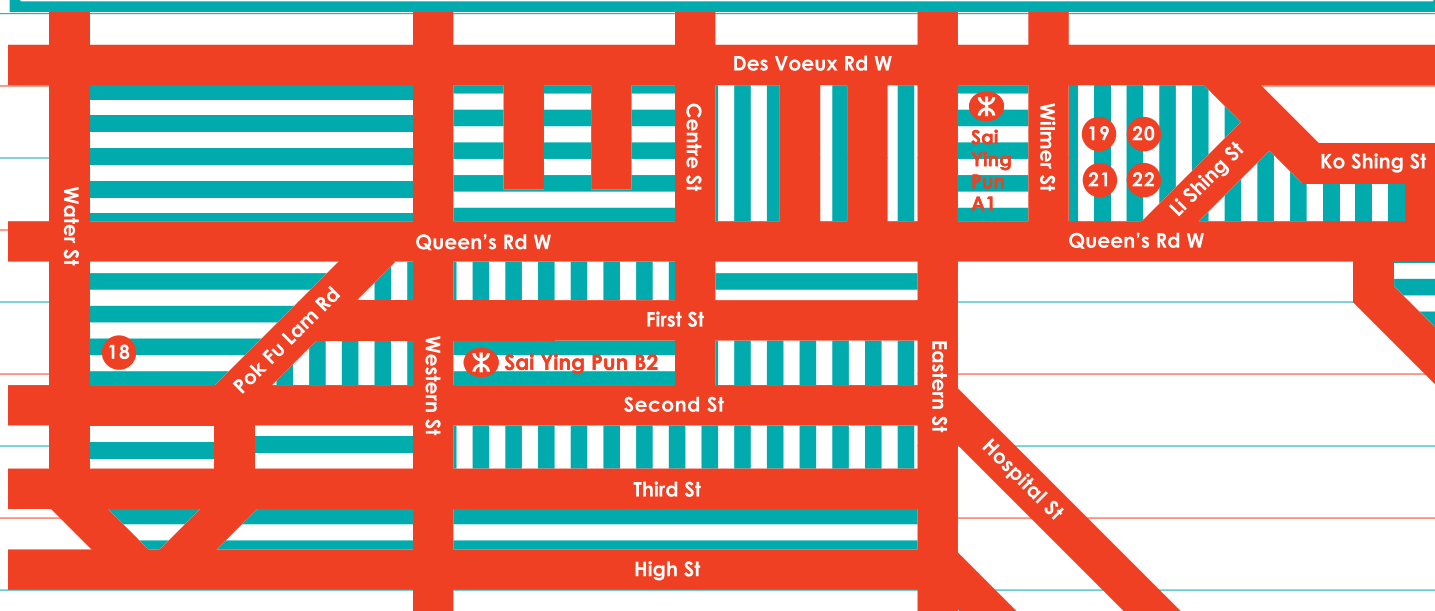 Des Voeux Rd W
Centre St
Sai
Ying
Pun
A1
Wilmer St
19
20
21
22
Li Shing St
Ko Shing St
Water St
Queen's Rd W
Queen's Rd W
Pok Fu Lam Rd
First St
18
Western St
Sai Ying Pun B2
Eastern St
Second St
Hospital St
Third St
High St